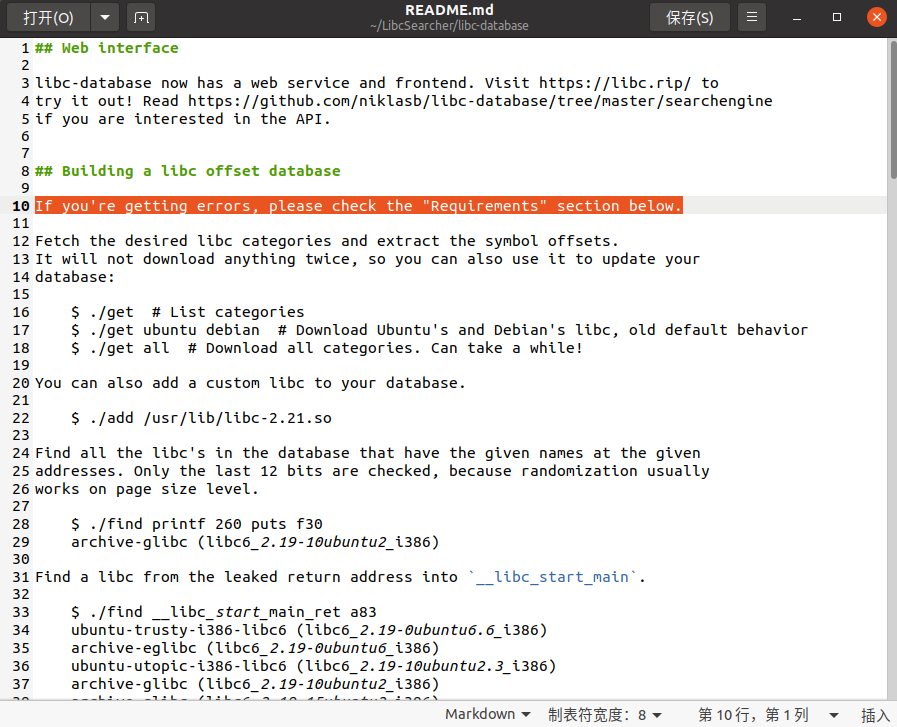 打开(O)
README.md
~/LibcSearcher/libc-database
保存(S)
1 ## Web interface
2
3 libc-database now has a web service and frontend. Visit https://libc.rip/ to
4 try it out! Read https://github.com/niklasb/libc-database/tree/master/searchengine
5 if you are interested in the API.
6
7
8 ## Building a libc offset database
9
10 If you're getting errors, please check the "Requirements" section below.
11
12 Fetch the desired libc categories and extract the symbol offsets.
13 It will not download anything twice, so you can also use it to update your
14 database:
15
16     $ ./get  # List categories
17     $ ./get ubuntu debian  # Download Ubuntu's and Debian's libc, old default behavior
18     $ ./get all  # Download all categories. Can take a while!
19
20 You can also add a custom libc to your database.
21
22     $ ./add /usr/lib/libc-2.21.so
23
24 Find all the libc's in the database that have the given names at the given
25 addresses. Only the last 12 bits are checked, because randomization usually
26 works on page size level.
27
28     $ ./find printf 260 puts f30
29     archive-glibc (libc6_2.19-10ubuntu2_i386)
30
31 Find a libc from the leaked return address into `__libc_start_main`.
32
33     $ ./find __libc_start_main_ret a83
34     ubuntu-trusty-i386-libc6 (libc6_2.19-0ubuntu6.6_i386)
35     archive-eglibc (libc6_2.19-0ubuntu6_i386)
36     ubuntu-utopic-i386-libc6 (libc6_2.19-10ubuntu2.3_i386)
37     archive-glibc (libc6_2.19-10ubuntu2_i386)
Markdown 制表符宽度：8 第 10 行，第 1 列 插入